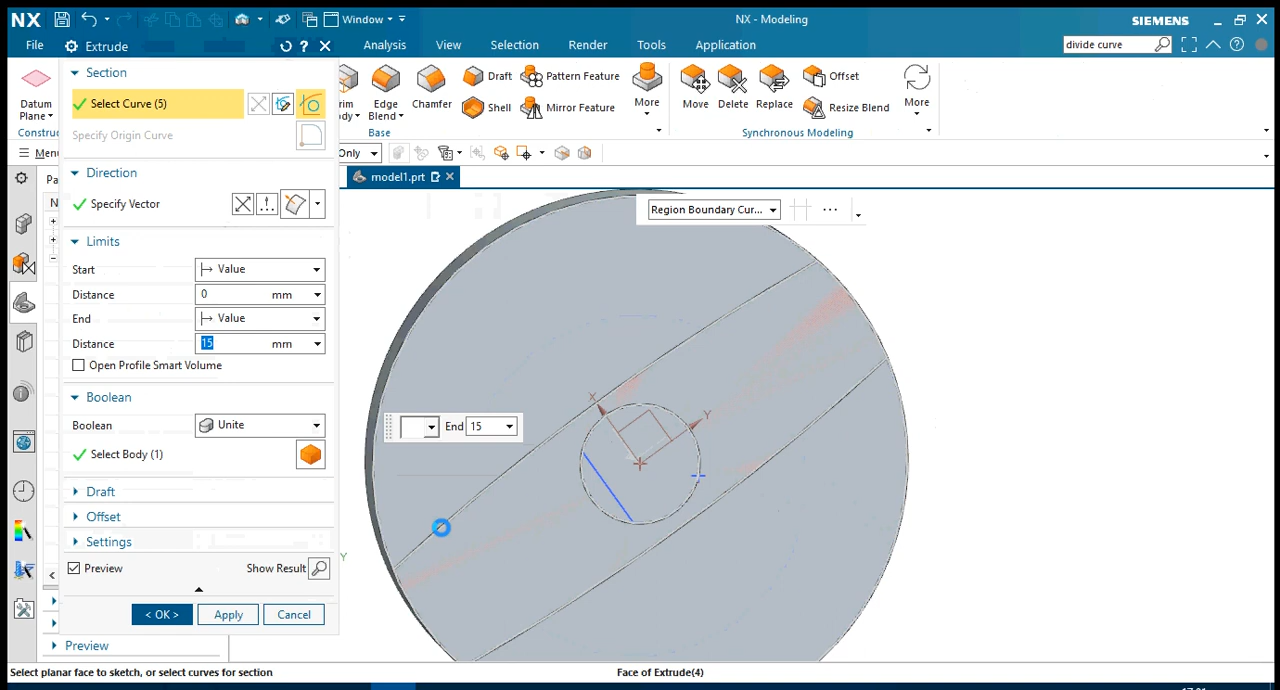 NX Window NX - Modeling SIEMENS
File Extrude Analysis View Selection Render Tools Application divide curve
Section
Select Curve (5)
Specify Origin Curve
Direction
Specify Vector
Limits
Start Value
Distance 0 mm
End Value
Distance 15 mm
Open Profile Smart Volume
Boolean
Boolean Unite
Select Body (1)
Draft
Offset
Settings
Preview Show Result
< OK > Apply Cancel
Preview
Datum
Plane
Edge
Blend
Chamfer
Draft
Shell
Pattern Feature
Mirror Feature
More
Base
Move
Delete
Replace
Offset
Resize Blend
More
Synchronous Modeling
Menu
Only
model1.prt
Region Boundary Cur...
X
Y
End 15
Y
Select planar face to sketch, or select curves for section
Face of Extrude(4)